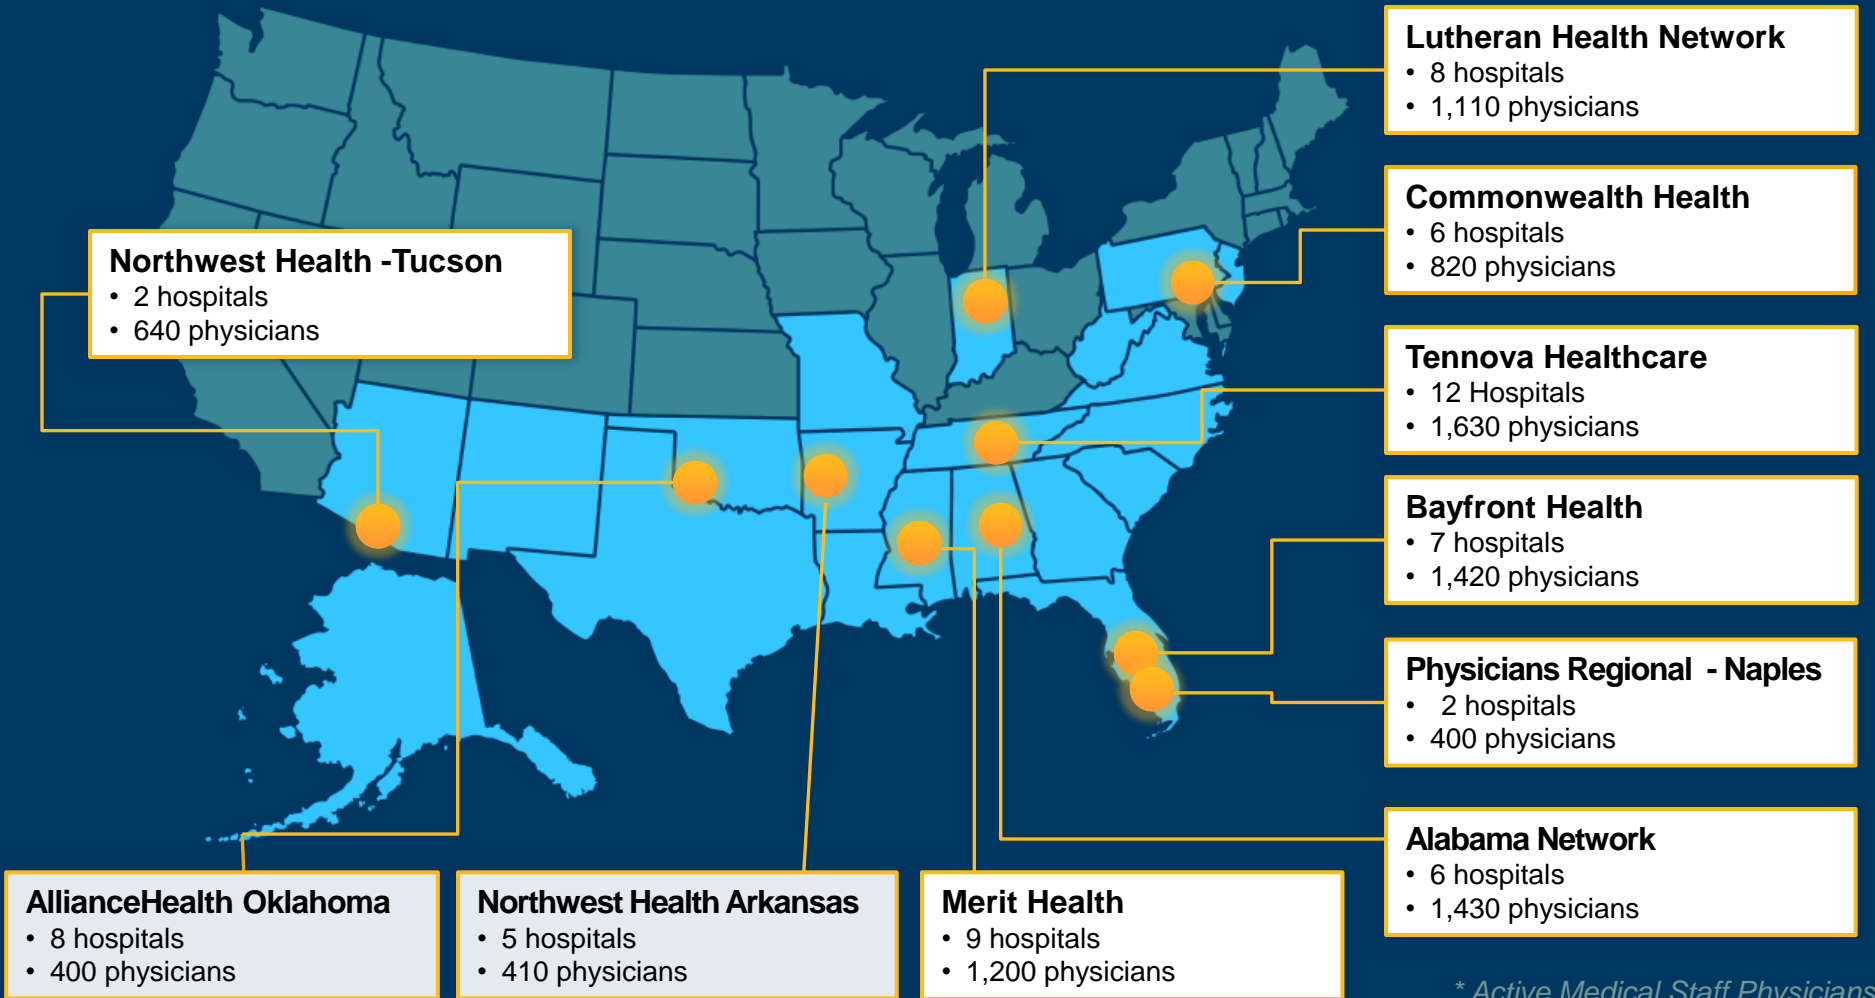 Lutheran Health Network
• 8 hospitals
• 1,110 physicians
Commonwealth Health
• 6 hospitals
• 820 physicians
Northwest Health -Tucson
• 2 hospitals
• 640 physicians
Tennova Healthcare
• 12 Hospitals
• 1,630 physicians
Bayfront Health
• 7 hospitals
• 1,420 physicians
Physicians Regional - Naples
• 2 hospitals
• 400 physicians
Alabama Network
• 6 hospitals
• 1,430 physicians
AllianceHealth Oklahoma
• 8 hospitals
• 400 physicians
Northwest Health Arkansas
• 5 hospitals
• 410 physicians
Merit Health
• 9 hospitals
• 1,200 physicians
* Active Medical Staff Physicians